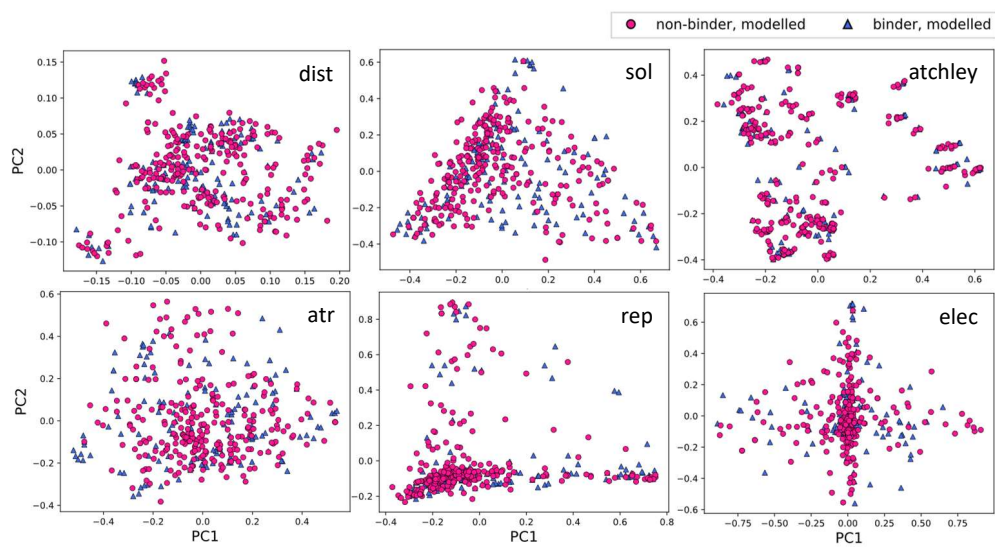 non-binder, modelled binder, modelled
dist
0.15
0.10
0.05
0.00
−0.05
−0.10
−0.15 −0.10 −0.05 0.00 0.05 0.10 0.15 0.20
PC2
sol
0.6
0.4
0.2
0.0
−0.2
−0.4
−0.4 −0.2 0.0 0.2 0.4 0.6
atchley
0.4
0.2
0.0
−0.2
−0.4
−0.4 −0.2 0.0 0.2 0.4 0.6
atr
0.6
0.4
0.2
0.0
−0.2
−0.4
−0.4 −0.2 0.0 0.2 0.4
PC2
PC1
rep
0.8
0.6
0.4
0.2
−0.0
−0.2
−0.4 −0.2 0.0 0.2 0.4 0.6 0.8
PC1
elec
0.6
0.4
0.2
−0.0
−0.2
−0.4
−0.6
−0.75 −0.50 −0.25 0.00 0.25 0.50 0.75
PC1